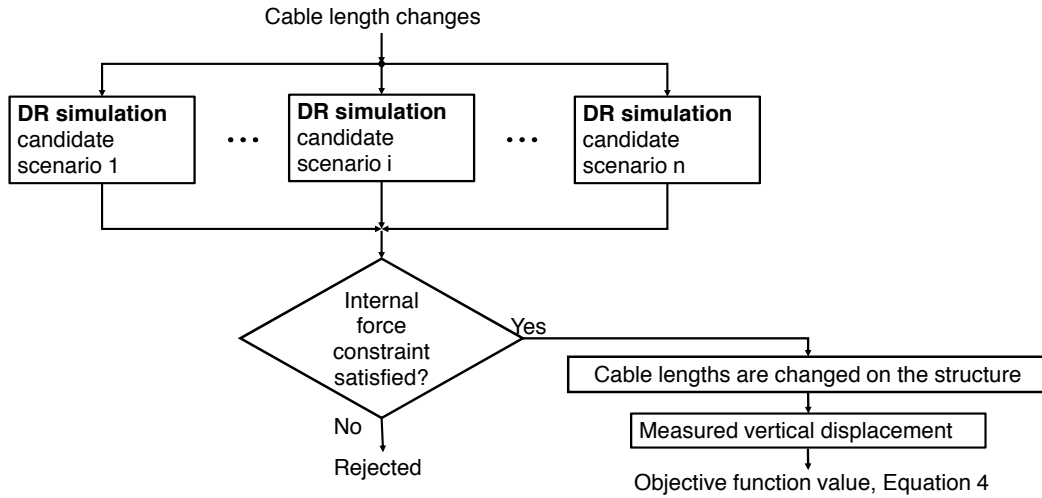 Cable length changes
DR simulation
candidate
scenario 1
• • •
DR simulation
candidate
scenario i
• • •
DR simulation
candidate
scenario n
Internal
force
constraint
satisfied?
Yes
No
Rejected
Cable lengths are changed on the structure
Measured vertical displacement
Objective function value, Equation 4